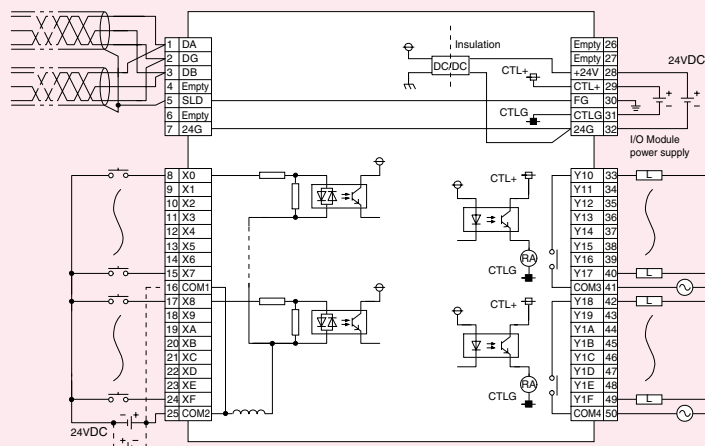 1 DA
2 DG
3 DB
4 Empty
5 SLD
6 Empty
7 24G
Insulation
DC/DC
CTL+
CTLG
Empty 26
Empty 27
+24V 28
CTL+ 29
FG 30
CTLG 31
24G 32
24VDC
+ +
- -
I/O Module
power supply
8 X0
9 X1
10 X2
11 X3
12 X4
13 X5
14 X6
15 X7
16 COM1
17 X8
18 X9
19 XA
20 XB
21 XC
22 XD
23 XE
24 XF
25 COM2
- +
24VDC
- +
CTL+
RA
CTLG
CTL+
RA
CTLG
Y10 33 L
Y11 34
Y12 35
Y13 36
Y14 37
Y15 38
Y16 39
Y17 40 L
COM3 41
Y18 42 L
Y19 43
Y1A 44
Y1B 45
Y1C 46
Y1D 47
Y1E 48
Y1F 49 L
COM4 50